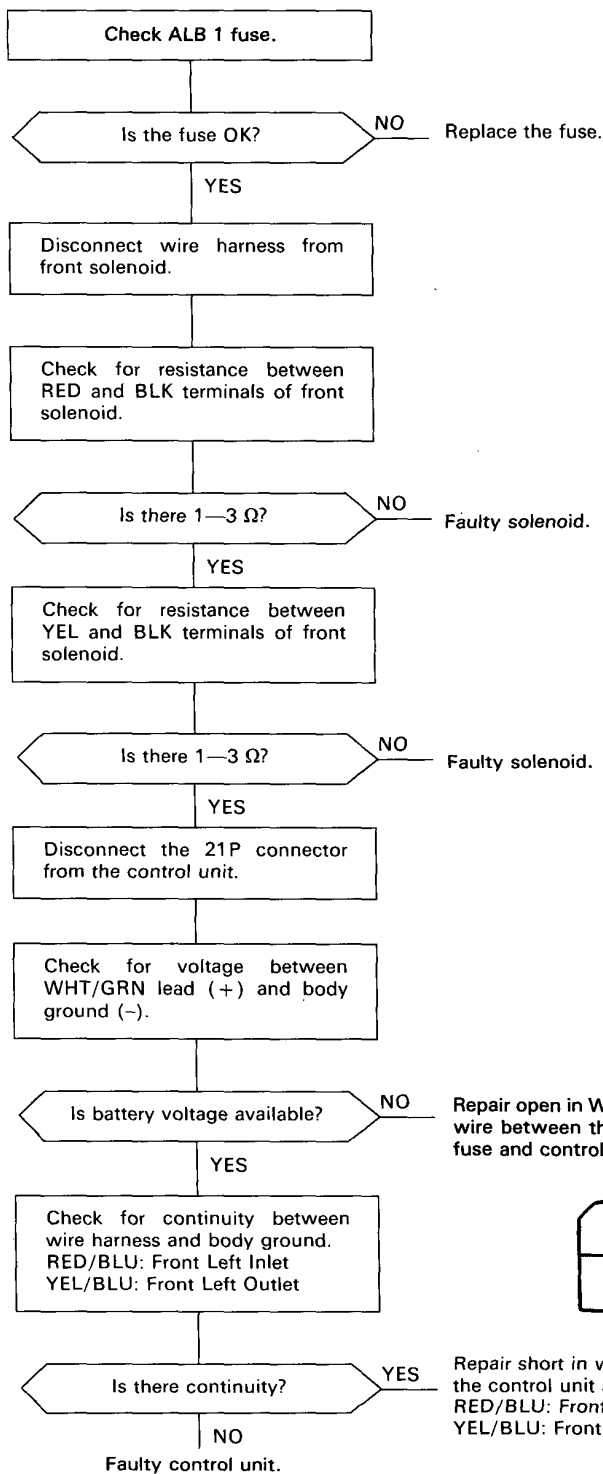 Check ALB 1 fuse.
Is the fuse OK?
NO
Replace the fuse.
YES
Disconnect wire harness from
front solenoid.
Check for resistance between
RED and BLK terminals of front
solenoid.
Is there 1—3 Ω?
NO
Faulty solenoid.
YES
Check for resistance between
YEL and BLK terminals of front
solenoid.
Is there 1—3 Ω?
NO
Faulty solenoid.
YES
Disconnect the 21P connector
from the control unit.
Check for voltage between
WHT/GRN lead (+) and body
ground (−).
Is battery voltage available?
NO
Repair open in
wire between
fuse and control
YES
Check for continuity between
wire harness and body ground.
RED/BLU: Front Left Inlet
YEL/BLU: Front Left Outlet
Is there continuity?
YES
Repair short in
the control unit
RED/BLU: Front
YEL/BLU: Front
NO
Faulty control unit.